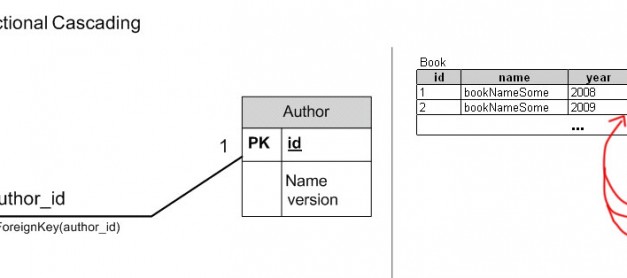 ctional Cascading
Author
1
PK id
Name
version
uthor_id
ForeignKey(author_id)
Book
id name year
1 bookNameSome 2008
2 bookNameSome 2009
...